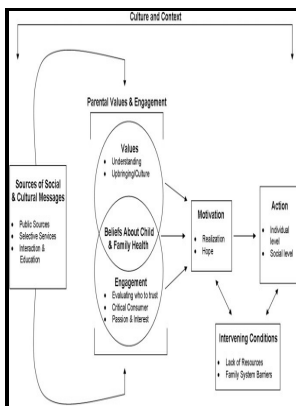 Culture and Context
Parental Values & Engagement
Sources of Social
& Cultural Messages
• Public Sources
• Selective Services
• Interaction &
Education
Values
• Understanding
• Upbringing/Culture
Beliefs About Child
& Family Health
Engagement
• Evaluating who to trust
• Critical Consumer
• Passion & Interest
Motivation
• Realization
• Hope
Action
• Individual
level
• Social level
Intervening Conditions
• Lack of Resources
• Family System Barriers